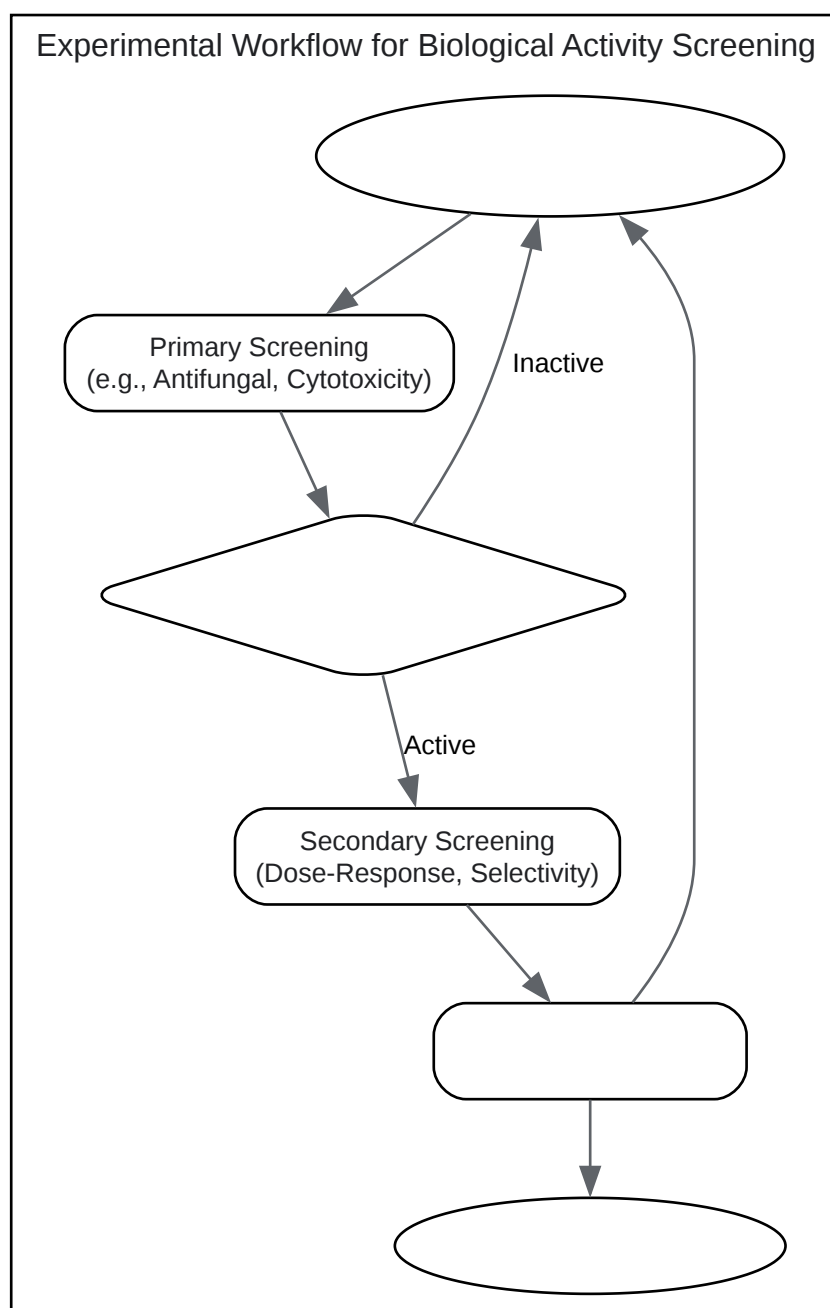 Experimental Workflow for Biological Activity Screening
Primary Screening
(e.g., Antifungal, Cytotoxicity)
Inactive
Active
Secondary Screening
(Dose-Response, Selectivity)